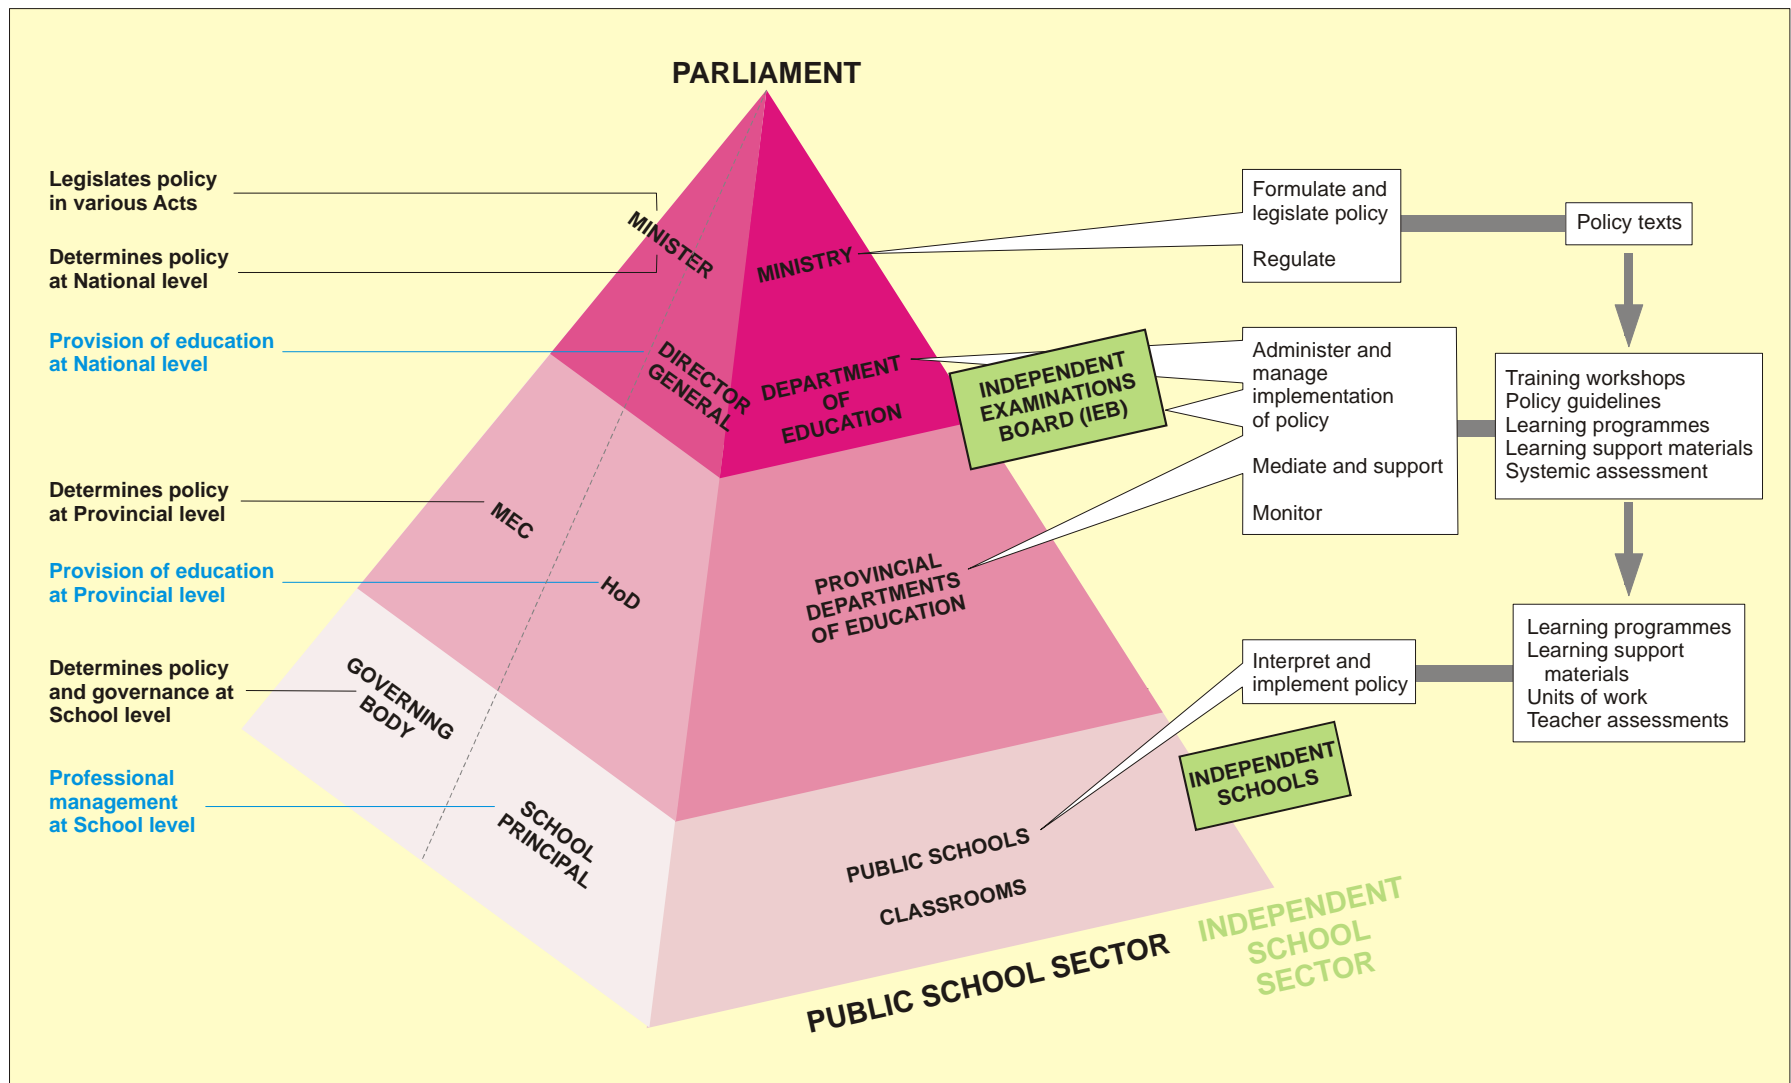 PARLIAMENT
Legislates policy
in various Acts
Determines policy
at National level
Provision of education
at National level
Determines policy
at Provincial level
Provision of education
at Provincial level
Determines policy
and governance at
School level
Professional
management
at School level
MINISTER
DIRECTOR
GENERAL
MEC
HoD
GOVERNING
BODY
SCHOOL
PRINCIPAL
MINISTRY
DEPARTMENT
OF
EDUCATION
PROVINCIAL
DEPARTMENTS
OF EDUCATION
PUBLIC SCHOOLS
CLASSROOMS
PUBLIC SCHOOL SECTOR
INDEPENDENT
EXAMINATIONS
BOARD (IEB)
INDEPENDENT
SCHOOLS
INDEPENDENT
SCHOOL
SECTOR
Formulate and
legislate policy
Regulate
Administer and
manage
implementation
of policy
Mediate and support
Monitor
Interpret and
implement policy
Policy texts
Training workshops
Policy guidelines
Learning programmes
Learning support materials
Systemic assessment
Learning programmes
Learning support
materials
Units of work
Teacher assessments